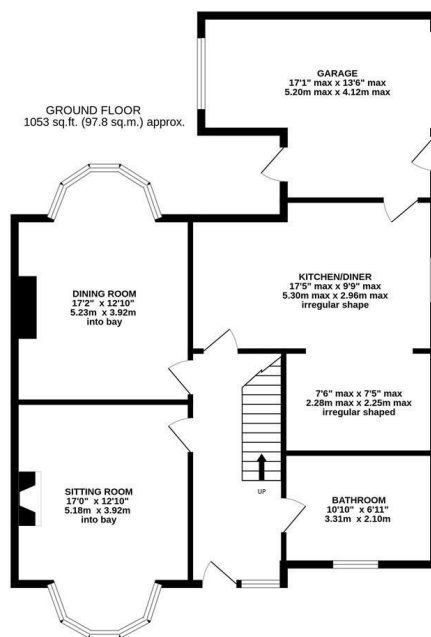 GROUND FLOOR
1053 sq.ft. (97.8 sq.m.) approx.
GARAGE
17'1" max x 13'6" max
5.20m max x 4.12m max
DINING ROOM
17'2" x 12'10"
5.23m x 3.92m
into bay
KITCHEN/DINER
17'5" max x 9'9" max
5.30m max x 2.96m max
irregular shape
7'6" max x 7'5" max
2.28m max x 2.25m max
irregular shaped
SITTING ROOM
17'0" x 12'10"
5.18m x 3.92m
into bay
UP
BATHROOM
10'10" x 6'11"
3.31m x 2.10m